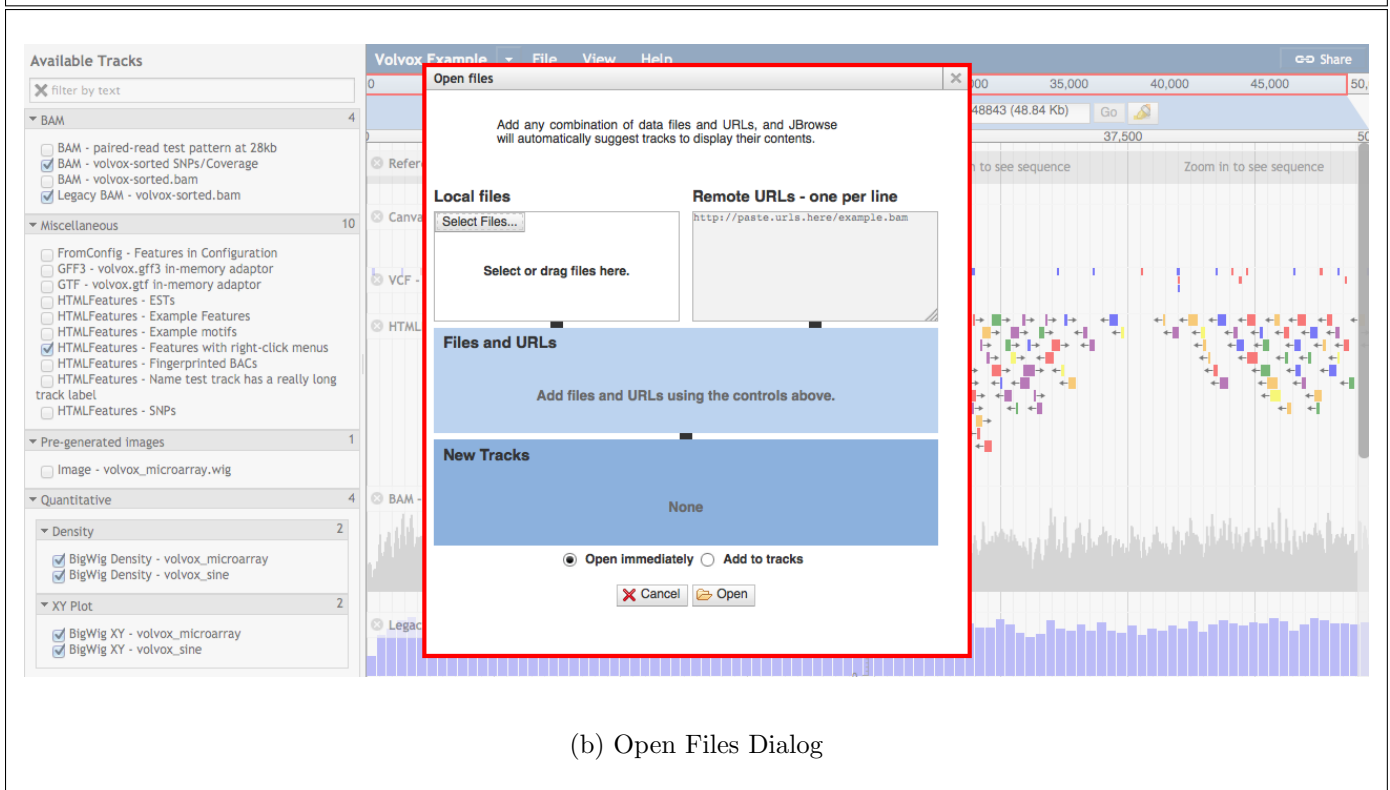 Available Tracks
filter by text
BAM 4
BAM - paired-read test pattern at 28kb
BAM - volvox-sorted SNPs/Coverage
BAM - volvox-sorted.bam
Legacy BAM - volvox-sorted.bam
Miscellaneous 10
FromConfig - Features in Configuration
GFF3 - volvox.gff3 in-memory adaptor
GTF - volvox.gtf in-memory adaptor
HTMLFeatures - ESTs
HTMLFeatures - Example Features
HTMLFeatures - Example motifs
HTMLFeatures - Features with right-click menus
HTMLFeatures - Fingerprinted BACs
HTMLFeatures - Name test track has a really long
track label
HTMLFeatures - SNPs
Pre-generated images 1
Image - volvox_microarray.wig
Quantitative 4
Density 2
BigWig Density - volvox_microarray
BigWig Density - volvox_sine
XY Plot 2
BigWig XY - volvox_microarray
BigWig XY - volvox_sine
Volvox Example File View Help Share
0 000 35,000 40,000 45,000 50,
48843 (48.84 Kb) Go
37,500 50
Refer n to see sequence Zoom in to see sequence
Canva
VCF -
HTML
BAM -
Legac
Open files
Add any combination of data files and URLs, and JBrowse
will automatically suggest tracks to display their contents.
Local files
Select Files...
Select or drag files here.
Remote URLs - one per line
http://paste.urls.here/example.bam
Files and URLs
Add files and URLs using the controls above.
New Tracks
None
Open immediately Add to tracks
Cancel Open
(b) Open Files Dialog